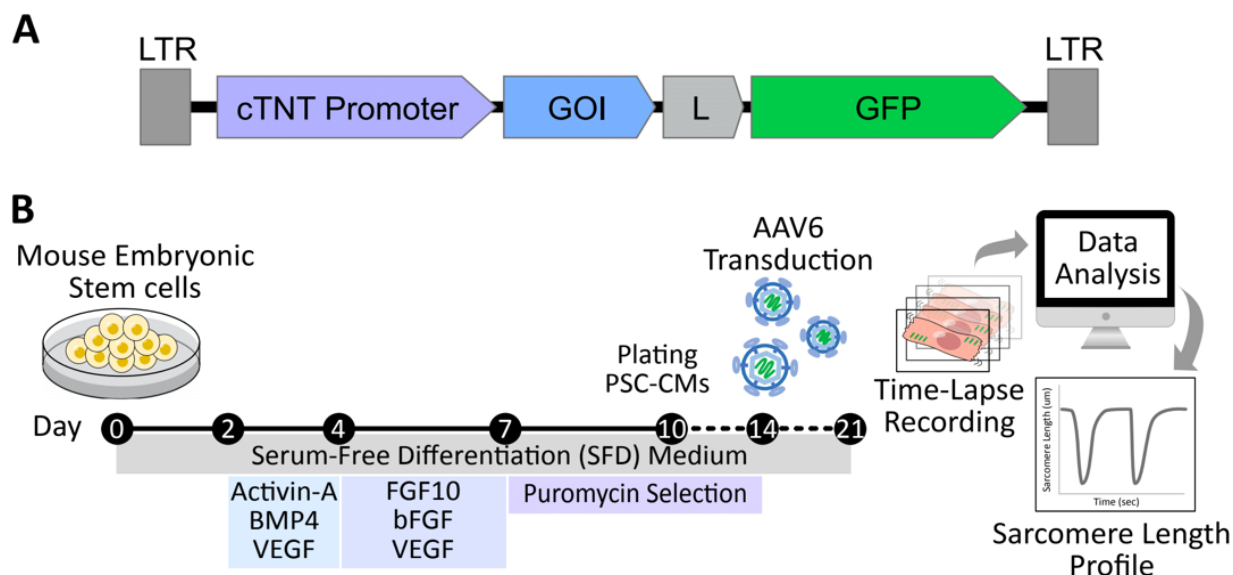 A
LTR
LTR
cTNT Promoter
GOI
L
GFP
B
Mouse Embryonic
Stem cells
AAV6
Transduction
Plating
PSC-CMs
Time-Lapse
Recording
Data
Analysis
Day
0
2
4
7
10
14
21
Serum-Free Differentiation (SFD) Medium
Activin-A
BMP4
VEGF
FGF10
bFGF
VEGF
Puromycin Selection
Sarcomere Length (um)
Time (sec)
Sarcomere Length
Profile